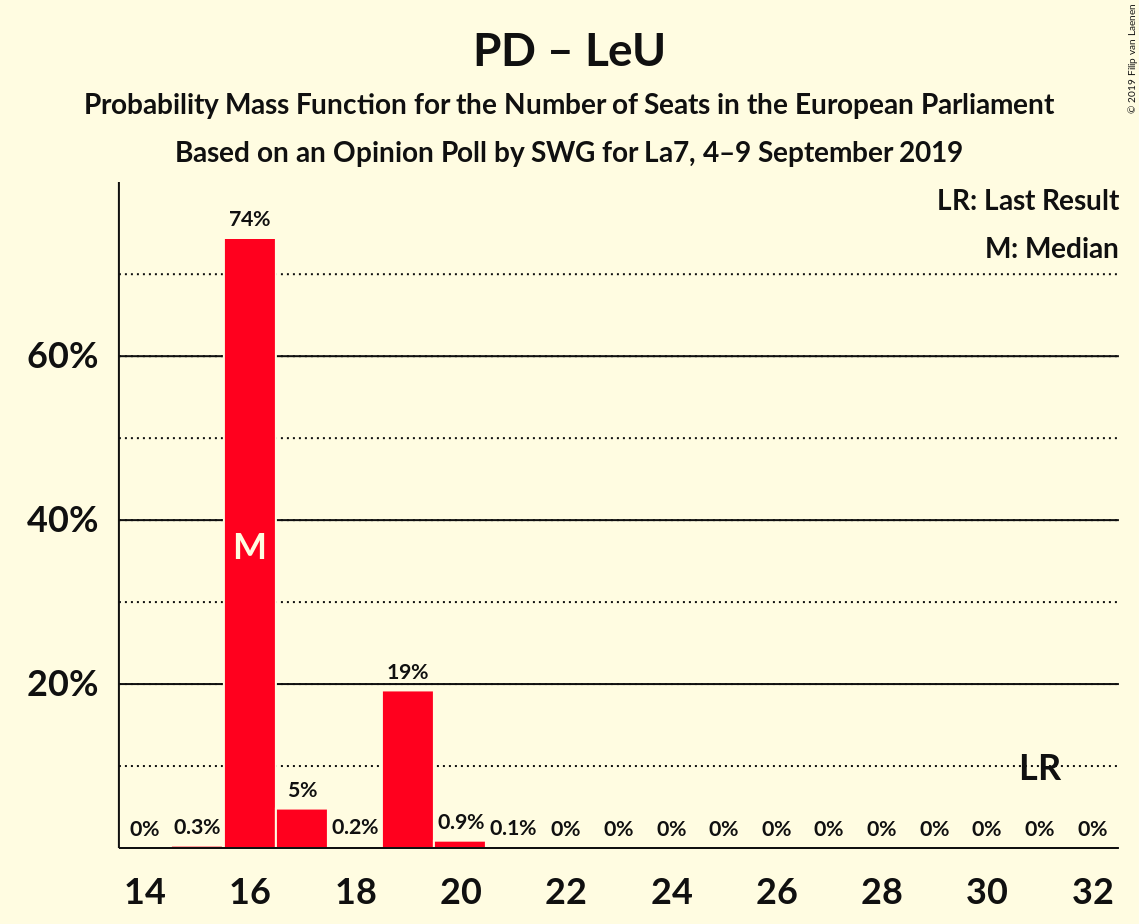 PD – LeU
Probability Mass Function for the Number of Seats in the European Parliament
Based on an Opinion Poll by SWG for La7, 4–9 September 2019
© 2019 Filip van Laenen
LR: Last Result
M: Median
74%
60%
40%
M
20%
19%
LR
5%
0%
0.3%
0.2%
0.9%
0.1%
0%
0%
0%
0%
0%
0%
0%
0%
0%
0%
0%
14 16 18 20 22 24 26 28 30 32